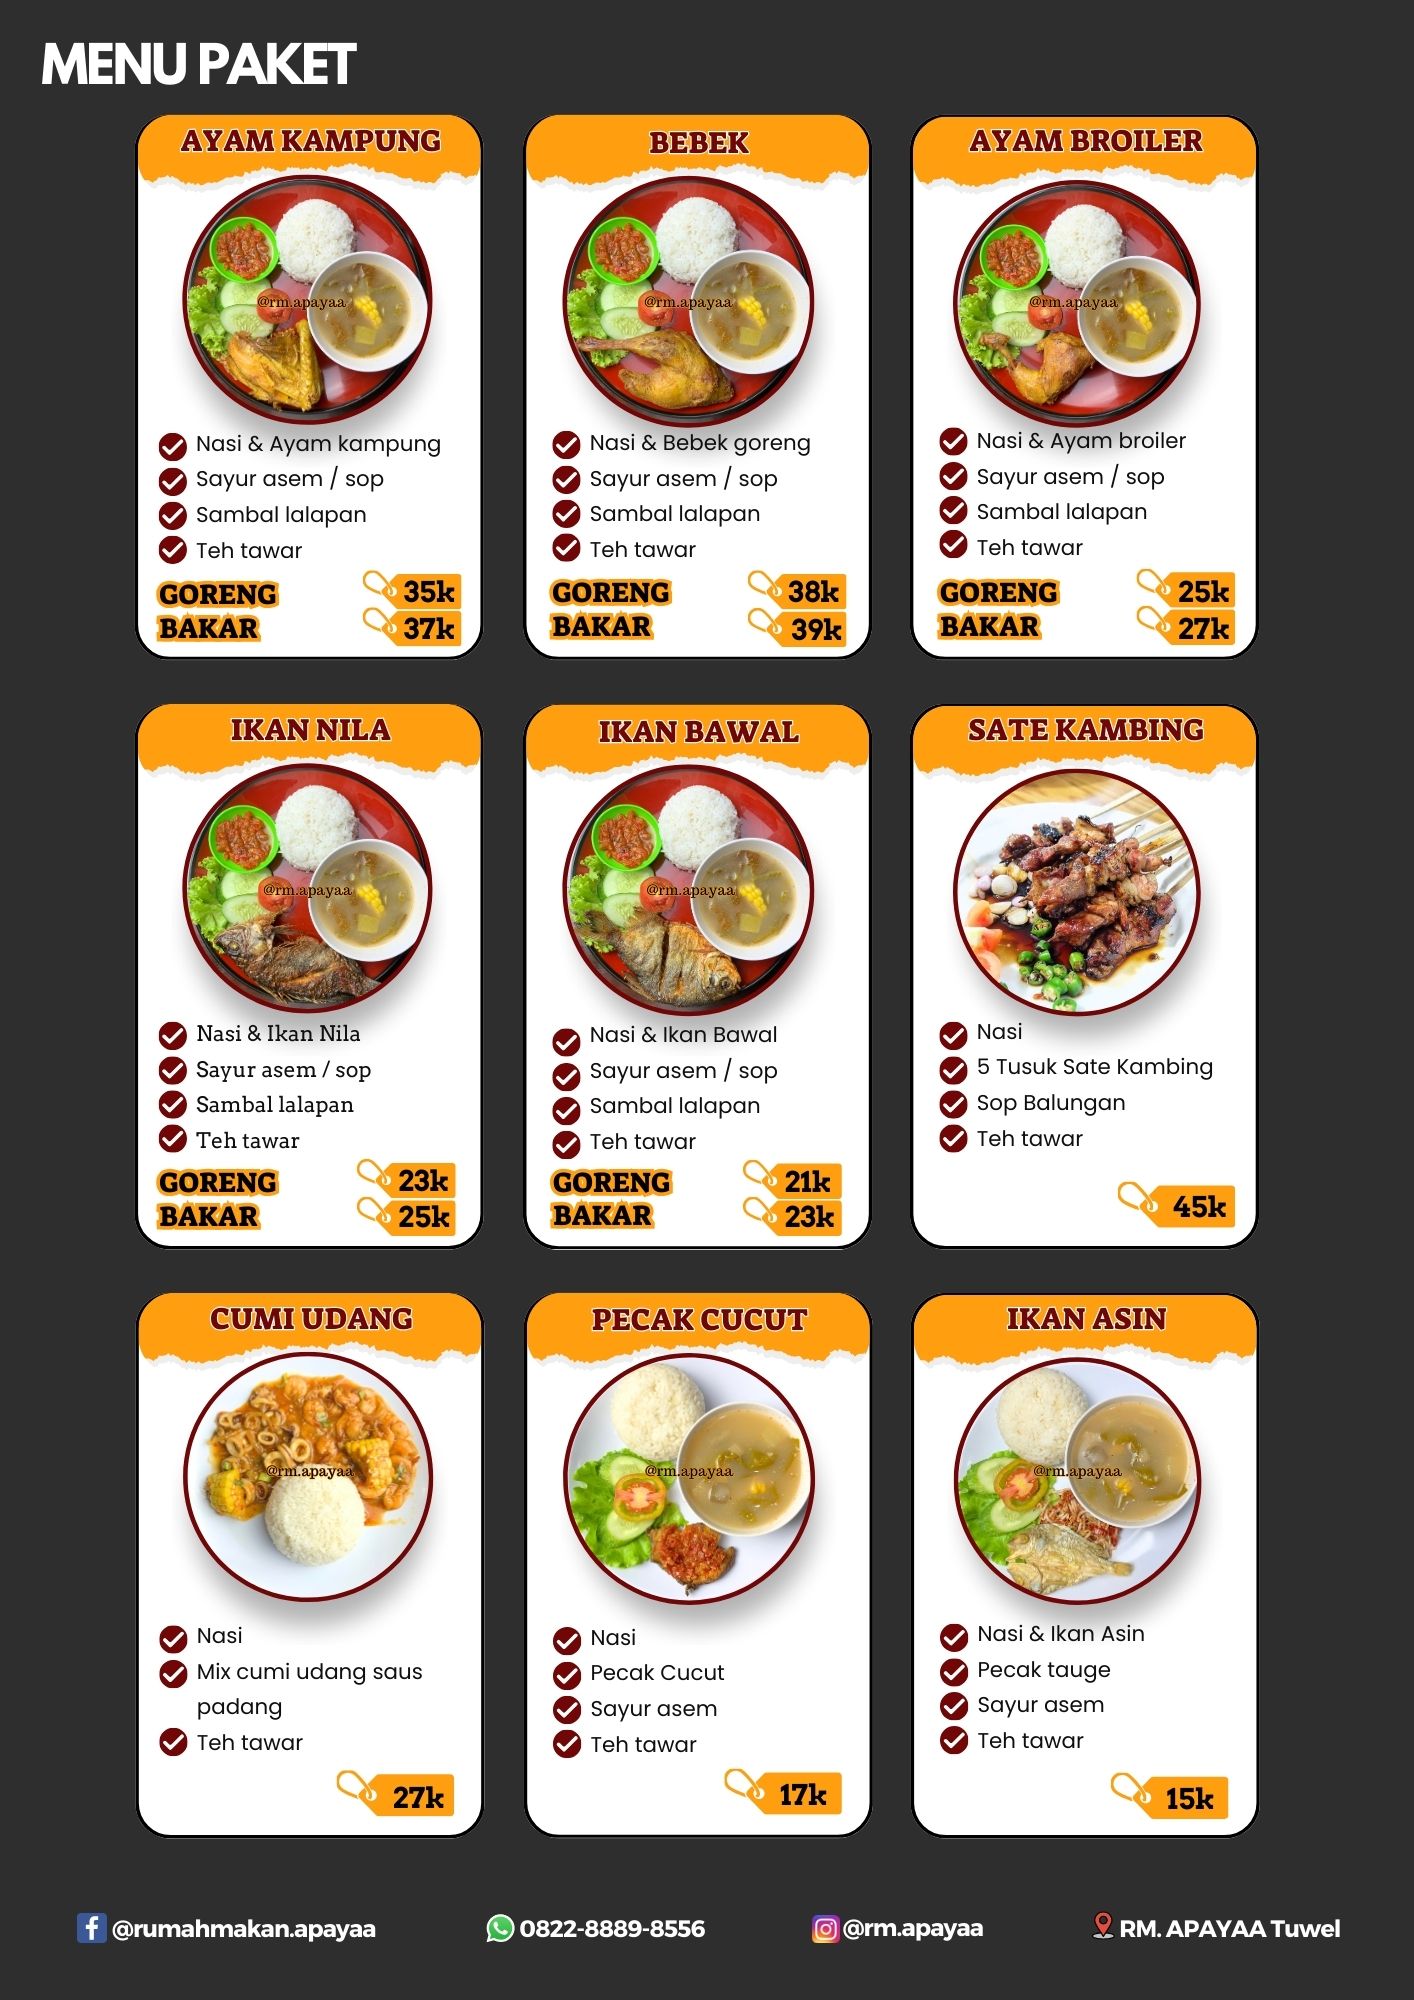 MENU PAKET
AYAM KAMPUNG
@rm.apayaa
Nasi & Ayam kampung
Sayur asem / sop
Sambal lalapan
Teh tawar
GORENG 35k
BAKAR 37k
BEBEK
@rm.apayaa
Nasi & Bebek goreng
Sayur asem / sop
Sambal lalapan
Teh tawar
GORENG 38k
BAKAR 39k
AYAM BROILER
@rm.apayaa
Nasi & Ayam broiler
Sayur asem / sop
Sambal lalapan
Teh tawar
GORENG 25k
BAKAR 27k
IKAN NILA
@rm.apayaa
Nasi & Ikan Nila
Sayur asem / sop
Sambal lalapan
Teh tawar
GORENG 23k
BAKAR 25k
IKAN BAWAL
@rm.apayaa
Nasi & Ikan Bawal
Sayur asem / sop
Sambal lalapan
Teh tawar
GORENG 21k
BAKAR 23k
SATE KAMBING
Nasi
5 Tusuk Sate Kambing
Sop Balungan
Teh tawar
45k
CUMI UDANG
@rm.apayaa
Nasi
Mix cumi udang saus
padang
Teh tawar
27k
PECAK CUCUT
@rm.apayaa
Nasi
Pecak Cucut
Sayur asem
Teh tawar
17k
IKAN ASIN
@rm.apayaa
Nasi & Ikan Asin
Pecak tauge
Sayur asem
Teh tawar
15k
@rumahmakan.apayaa
0822-8889-8556
@rm.apayaa
RM. APAYAA Tuwel